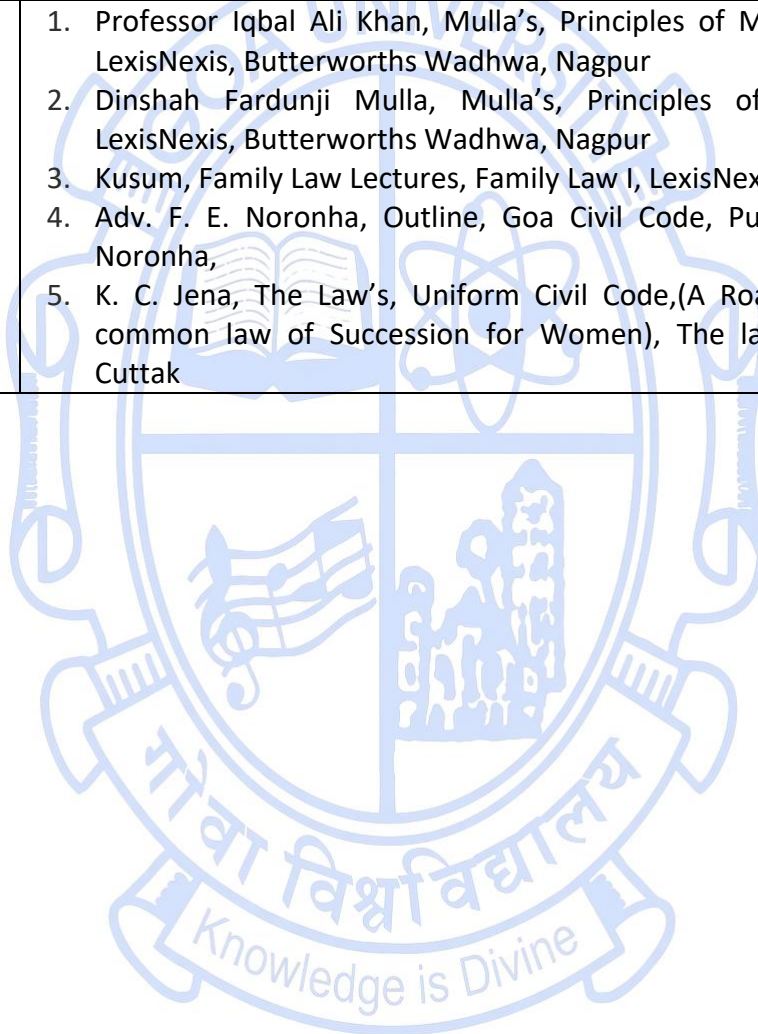 GOA UNIVERSITY
1. Professor Iqbal Ali Khan, Mulla's, Principles of M
LexisNexis, Butterworths Wadhwa, Nagpur
2. Dinshah Fardunji Mulla, Mulla's, Principles of
LexisNexis, Butterworths Wadhwa, Nagpur
3. Kusum, Family Law Lectures, Family Law I, LexisNex
4. Adv. F. E. Noronha, Outline, Goa Civil Code, Pu
Noronha,
5. K. C. Jena, The Law's, Uniform Civil Code,(A Roa
common law of Succession for Women), The la
Cuttak
गोंवा विश्वविद्यालय
Knowledge is Divine